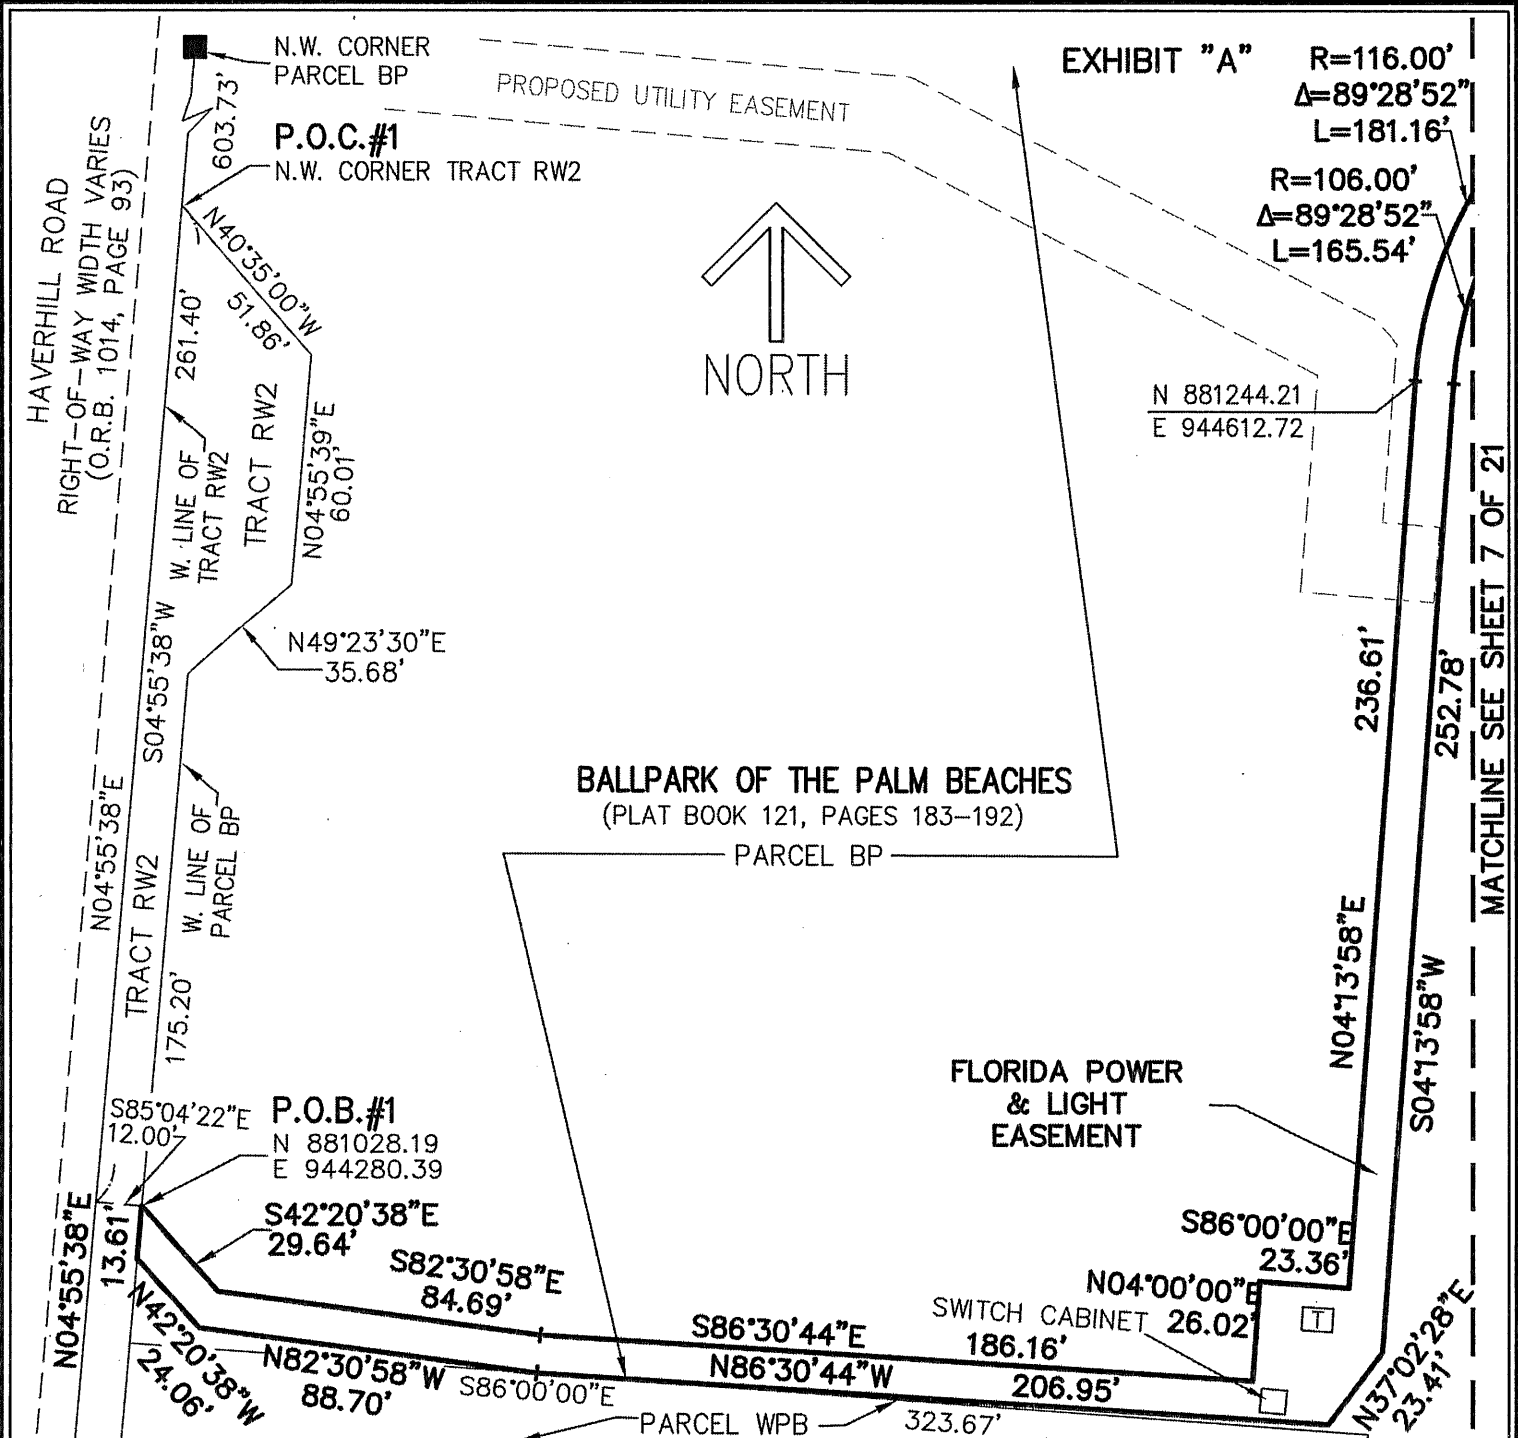 EXHIBIT "A"
N.W. CORNER
PARCEL BP
603.73'
PROPOSED UTILITY EASEMENT
R=116.00'
Δ=89°28'52"
L=181.16'
P.O.C.#1
N.W. CORNER TRACT RW2
R=106.00'
Δ=89°28'52"
L=165.54'
HAVERHILL ROAD
RIGHT-OF-WAY WIDTH VARIES
(O.R.B. 1014, PAGE 93)
N40°35'00"W
51.86'
261.40'
NORTH
N 881244.21
E 944612.72
W. LINE OF
TRACT RW2
TRACT RW2
N04°55'39"E
60.01'
S04°55'38"W
N49°23'30"E
35.68'
MATCHLINE SEE SHEET 7 OF 21
236.61'
252.78'
BALLPARK OF THE PALM BEACHES
(PLAT BOOK 121, PAGES 183-192)
PARCEL BP
N04°55'38"E
TRACT RW2
W. LINE OF
PARCEL BP
175.20'
N04°13'58"E
S04°13'58"W
FLORIDA POWER
& LIGHT
EASEMENT
S85°04'22"E
12.00'
P.O.B.#1
N 881028.19
E 944280.39
N04°55'38"E
13.61'
S42°20'38"E
29.64'
S82°30'58"E
84.69'
S86°30'44"E
186.16'
S86°00'00"E
23.36'
N04°00'00"E
26.02'
SWITCH CABINET
T
N42°20'38"W
24.06'
N82°30'58"W
88.70'
S86°00'00"E
N86°30'44"W
206.95'
N37°02'28"E
23.41'
PARCEL WPB
323.67'